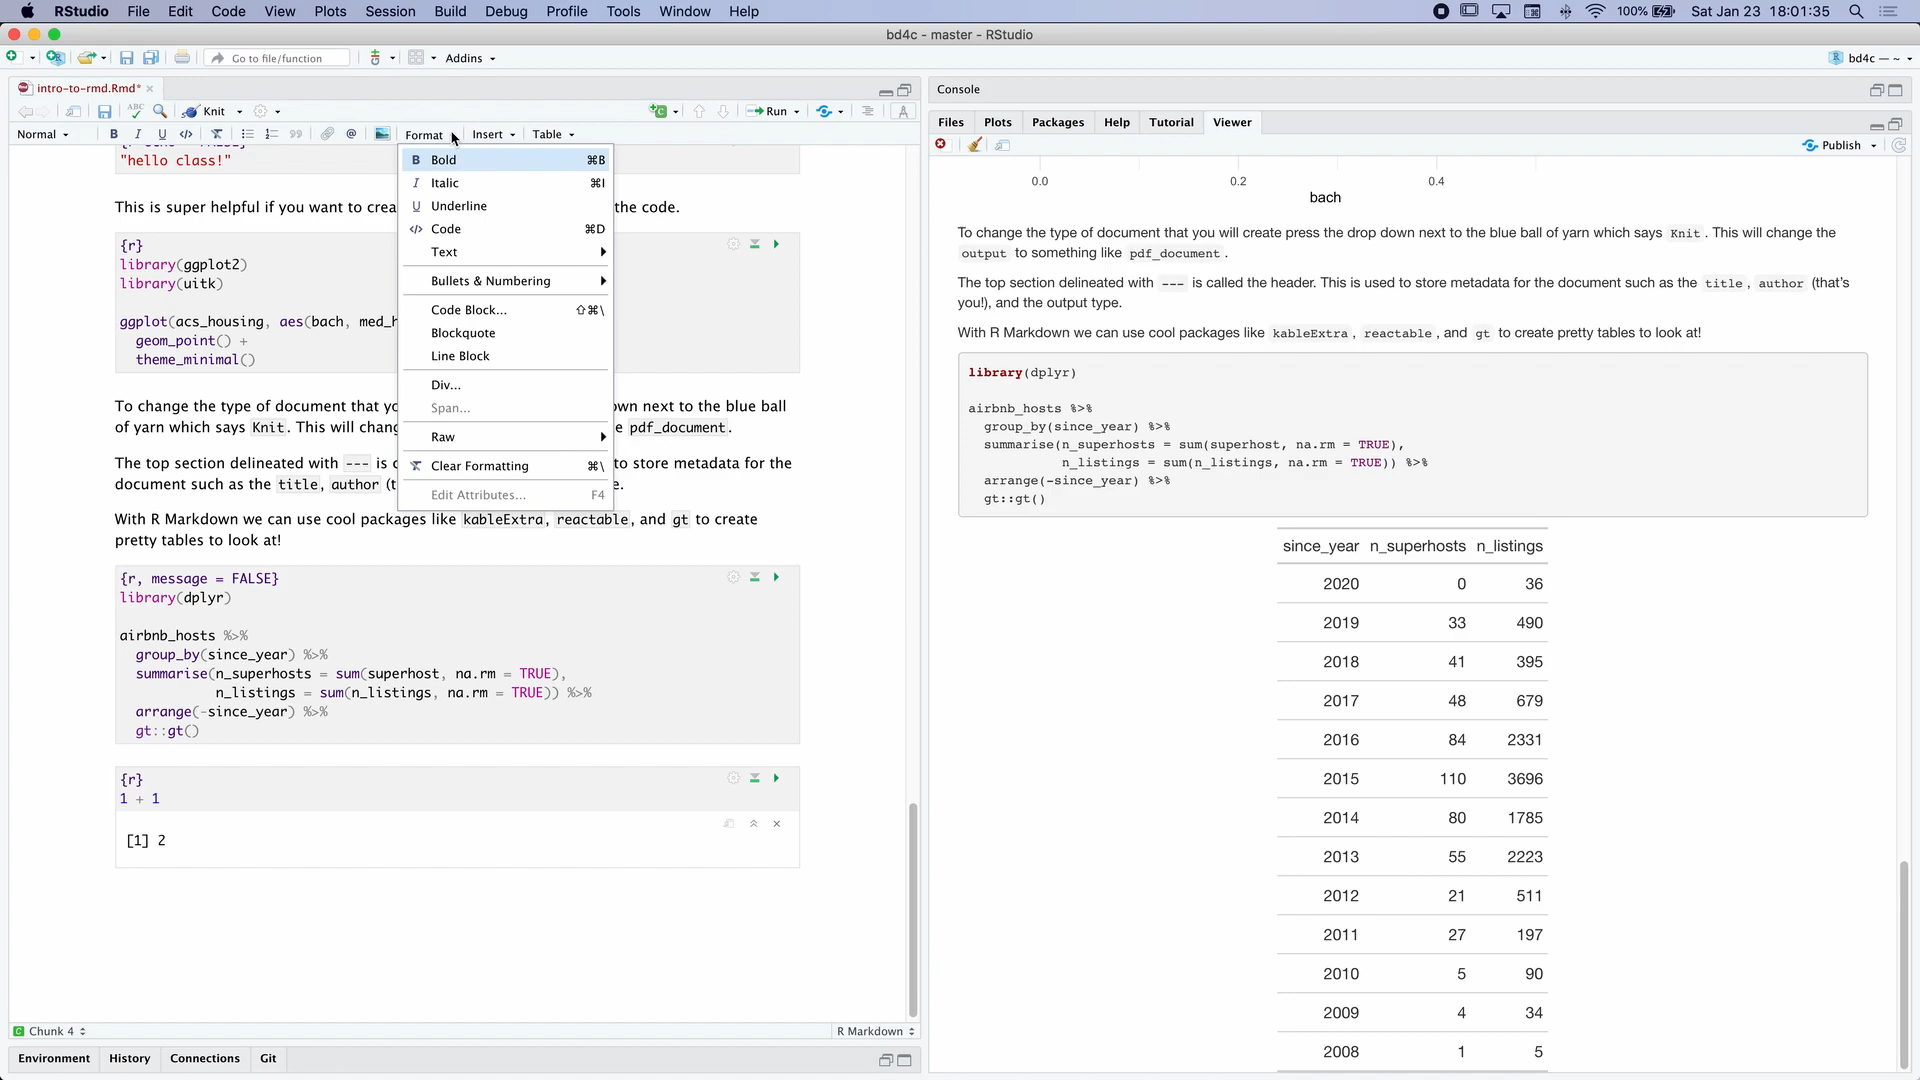 RStudio File Edit Code View Plots Session Build Debug Profile Tools Window Help 100% Sat Jan 23 18:01:35
bd4c - master - RStudio
Go to file/function Addins bd4c — ~
intro-to-rmd.Rmd*
ABC Knit Run
Normal B I U </> Format Insert Table
"hello class!"
This is super helpful if you want to crea
the code.
{r}
library(ggplot2)
library(uitk)
ggplot(acs_housing, aes(bach, med_h
geom_point() +
theme_minimal()
To change the type of document that yo
own next to the blue ball
of yarn which says Knit. This will chang
e pdf_document.
The top section delineated with --- is c
to store metadata for the
document such as the title, author (t
e.
With R Markdown we can use cool packages like kableExtra, reactable, and gt to create
pretty tables to look at!
{r, message = FALSE}
library(dplyr)
airbnb_hosts %>%
group_by(since_year) %>%
summarise(n_superhosts = sum(superhost, na.rm = TRUE),
n_listings = sum(n_listings, na.rm = TRUE)) %>%
arrange(-since_year) %>%
gt::gt()
{r}
1 + 1
[1] 2
Chunk 4 R Markdown
Environment History Connections Git
B Bold ⌘B
I Italic ⌘I
U Underline
</> Code ⌘D
Text
Bullets & Numbering
Code Block... ⇧⌘\
Blockquote
Line Block
Div...
Span...
Raw
Clear Formatting ⌘\
Edit Attributes... F4
Console
Files Plots Packages Help Tutorial Viewer
Publish
0.0 0.2 0.4
bach
To change the type of document that you will create press the drop down next to the blue ball of yarn which says Knit. This will change the
output to something like pdf_document.
The top section delineated with --- is called the header. This is used to store metadata for the document such as the title, author (that's
you!), and the output type.
With R Markdown we can use cool packages like kableExtra, reactable, and gt to create pretty tables to look at!
library(dplyr)
airbnb_hosts %>%
group_by(since_year) %>%
summarise(n_superhosts = sum(superhost, na.rm = TRUE),
n_listings = sum(n_listings, na.rm = TRUE)) %>%
arrange(-since_year) %>%
gt::gt()
since_year n_superhosts n_listings
2020 0 36
2019 33 490
2018 41 395
2017 48 679
2016 84 2331
2015 110 3696
2014 80 1785
2013 55 2223
2012 21 511
2011 27 197
2010 5 90
2009 4 34
2008 1 5